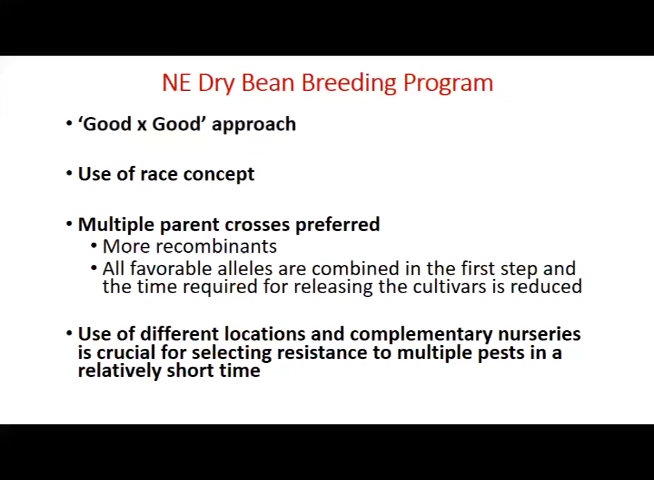 NE Dry Bean Breeding Program
• ‘Good x Good’ approach
• Use of race concept
• Multiple parent crosses preferred
• More recombinants
• All favorable alleles are combined in the first step and
the time required for releasing the cultivars is reduced
• Use of different locations and complementary nurseries
is crucial for selecting resistance to multiple pests in a
relatively short time